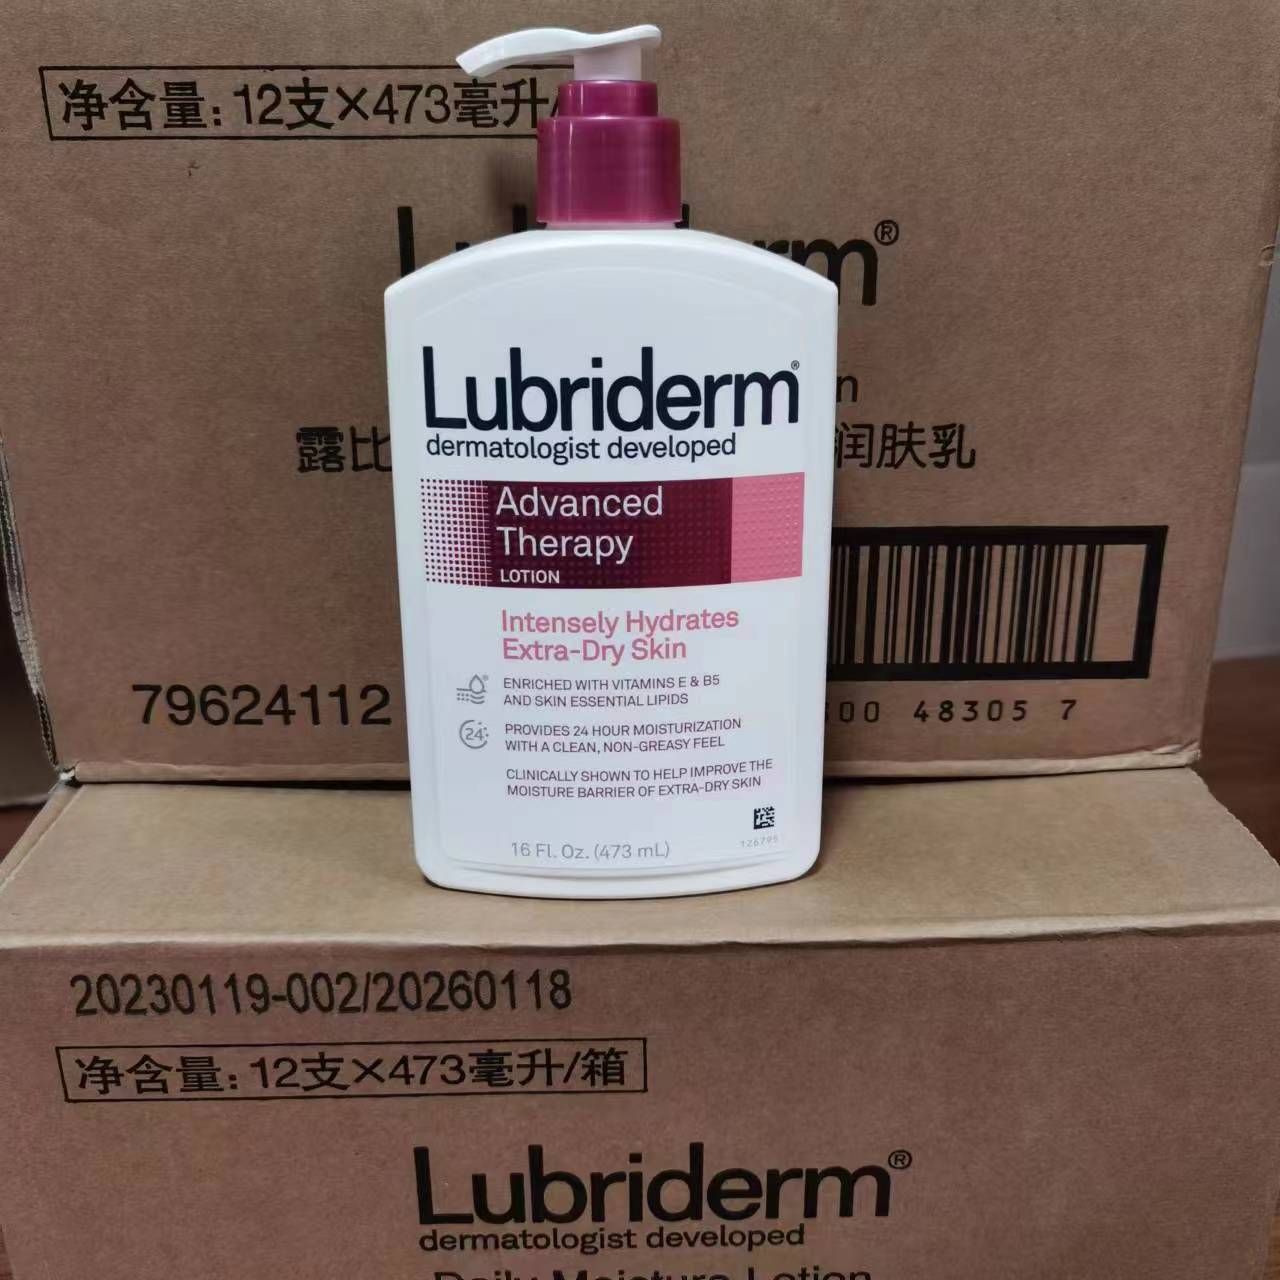 净含量: 12支×473毫升/
Lubriderm®
dermatologist developed
露比 润肤乳
Advanced
Therapy
LOTION
Intensely Hydrates
Extra-Dry Skin
ENRICHED WITH VITAMINS E & B5
AND SKIN ESSENTIAL LIPIDS
24
PROVIDES 24 HOUR MOISTURIZATION
WITH A CLEAN, NON-GREASY FEEL
CLINICALLY SHOWN TO HELP IMPROVE THE
MOISTURE BARRIER OF EXTRA-DRY SKIN
16 Fl. Oz. (473 mL)
126795
79624112
48305 7
20230119-002/20260118
净含量: 12支×473毫升/箱
Lubriderm®
dermatologist developed
Daily Moisture Lotion